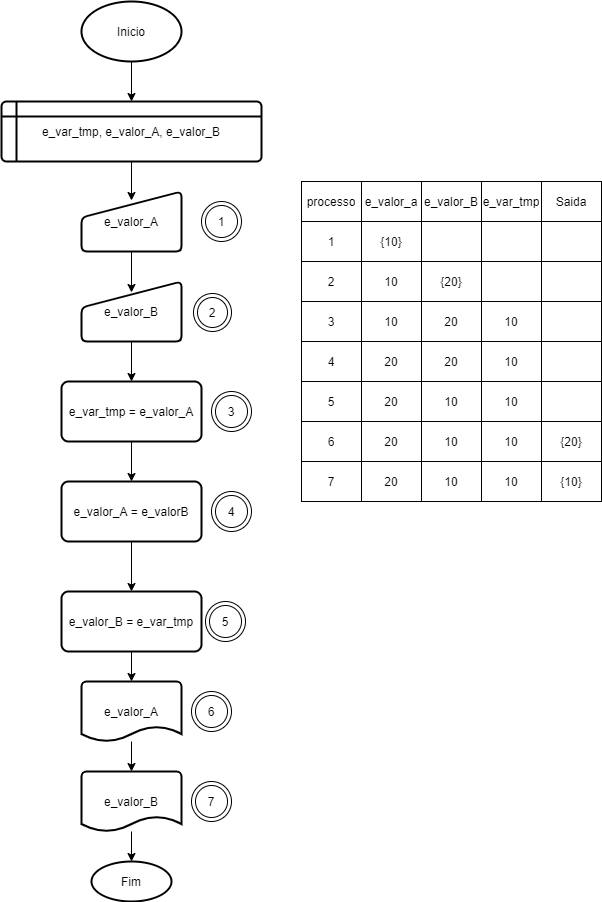 Inicio
e_var_tmp, e_valor_A, e_valor_B
e_valor_A
1
e_valor_B
2
e_var_tmp = e_valor_A
3
e_valor_A = e_valorB
4
e_valor_B = e_var_tmp
5
e_valor_A
6
e_valor_B
7
Fim
processo e_valor_a e_valor_B e_var_tmp Saida
1 {10}
2 10 {20}
3 10 20 10
4 20 20 10
5 20 10 10
6 20 10 10 {20}
7 20 10 10 {10}